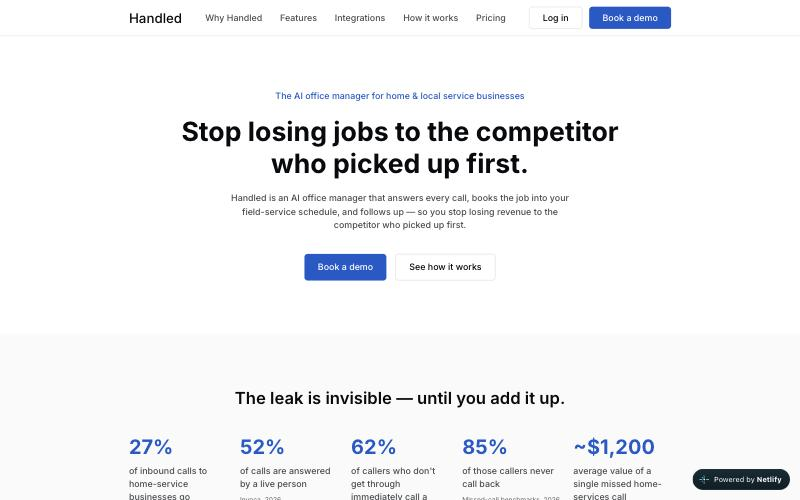 Handled
Why Handled
Features
Integrations
How it works
Pricing
Log in
Book a demo
The AI office manager for home & local service businesses
Stop losing jobs to the competitor
who picked up first.
Handled is an AI office manager that answers every call, books the job into your
field-service schedule, and follows up — so you stop losing revenue to the
competitor who picked up first.
Book a demo
See how it works
The leak is invisible — until you add it up.
27%
of inbound calls to
home-service
businesses go
52%
of calls are answered
by a live person
Invoca, 2026
62%
of callers who don't
get through
immediately call a
85%
of those callers never
call back
Missed-call benchmarks, 2026
~$1,200
average value of a
single missed home-
services call
Powered by Netlify